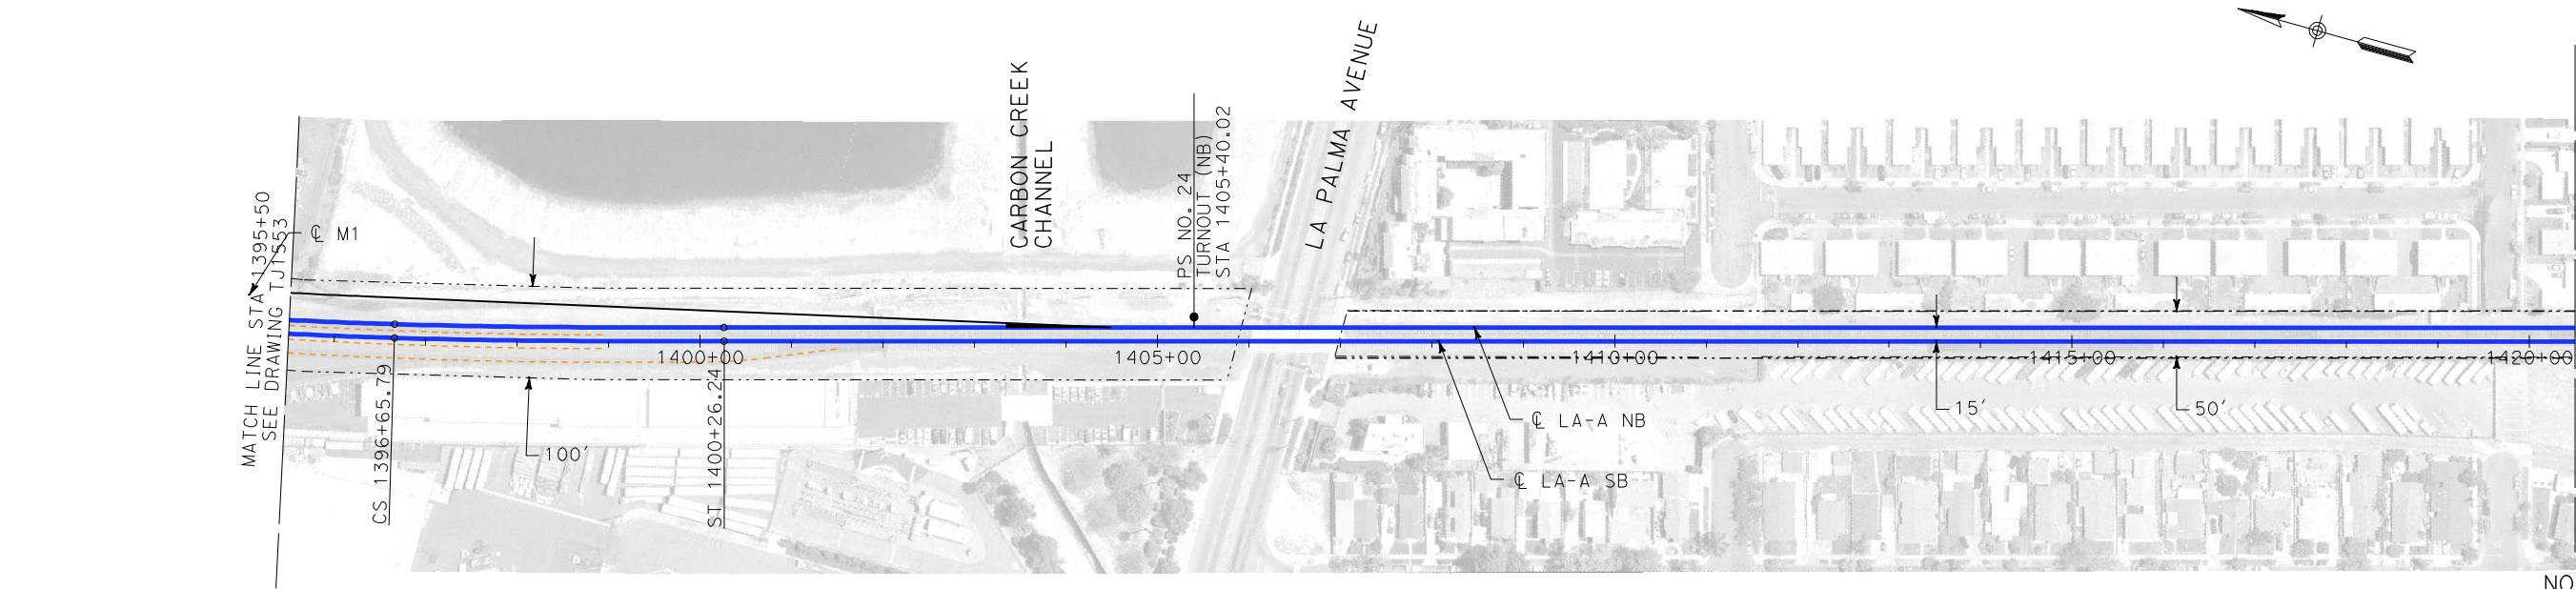 MATCH LINE STA 1395+50
SEE DRAWING TJ1553
℄ M1
CS 1396+65.79
100'
ST 1400+26.24
1400+00
CARBON CREEK
CHANNEL
PS NO. 24
TURNOUT (NB)
STA 1405+40.02
1405+00
LA PALMA AVENUE
℄ LA-A NB
℄ LA-A SB
1410+00
15'
1415+00
50'
1420+00
NO